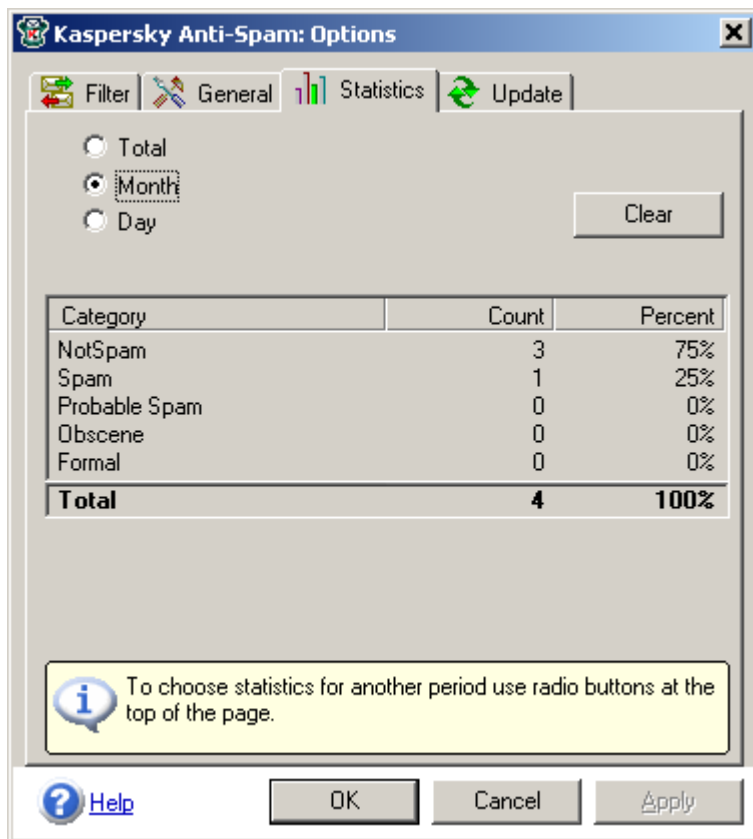 Kaspersky Anti-Spam: Options
Filter General Statistics Update
Total
Month
Day
Clear
Category Count Percent
NotSpam 3 75%
Spam 1 25%
Probable Spam 0 0%
Obscene 0 0%
Formal 0 0%
Total 4 100%
To choose statistics for another period use radio buttons at the
top of the page.
Help OK Cancel Apply